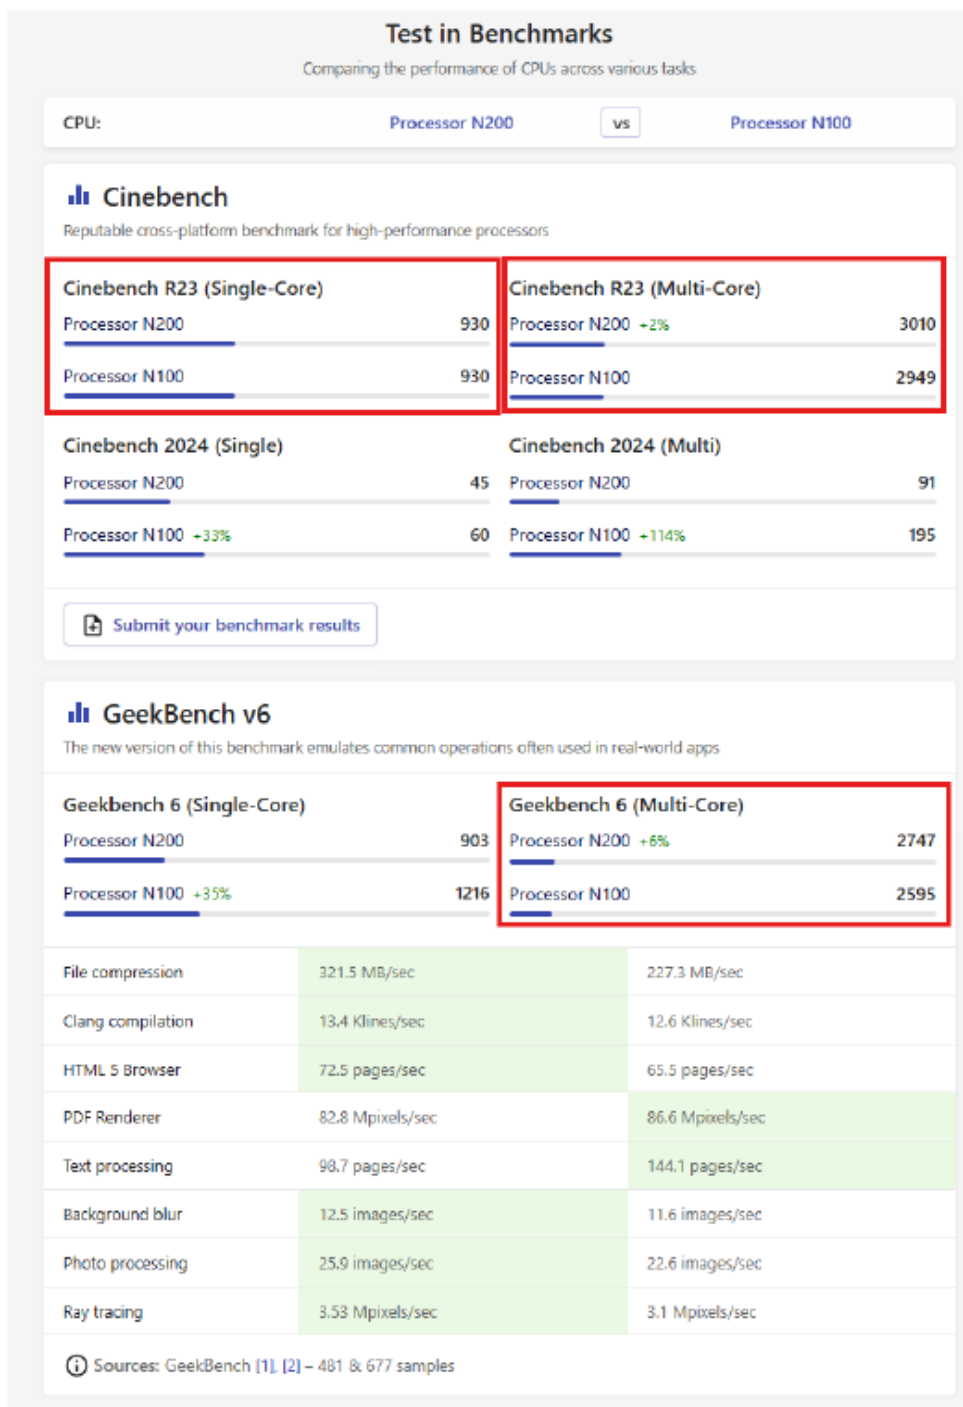 Test in Benchmarks
Comparing the performance of CPUs across various tasks
CPU: Processor N200 vs Processor N100
Cinebench
Reputable cross-platform benchmark for high-performance processors
Cinebench R23 (Single-Core)
Processor N200 930
Processor N100 930
Cinebench R23 (Multi-Core)
Processor N200 +2% 3010
Processor N100 2949
Cinebench 2024 (Single)
Processor N200 45
Processor N100 +33% 60
Cinebench 2024 (Multi)
Processor N200 91
Processor N100 +114% 195
Submit your benchmark results
GeekBench v6
The new version of this benchmark emulates common operations often used in real-world apps
Geekbench 6 (Single-Core)
Processor N200 903
Processor N100 +35% 1216
Geekbench 6 (Multi-Core)
Processor N200 +6% 2747
Processor N100 2595
File compression 321.5 MB/sec 227.3 MB/sec
Clang compilation 13.4 Klines/sec 12.6 Klines/sec
HTML 5 Browser 72.5 pages/sec 65.5 pages/sec
PDF Renderer 82.8 Mpixels/sec 86.6 Mpixels/sec
Text processing 98.7 pages/sec 144.1 pages/sec
Background blur 12.5 images/sec 11.6 images/sec
Photo processing 25.9 images/sec 22.6 images/sec
Ray tracing 3.53 Mpixels/sec 3.1 Mpixels/sec
Sources: GeekBench [1], [2] – 481 & 677 samples